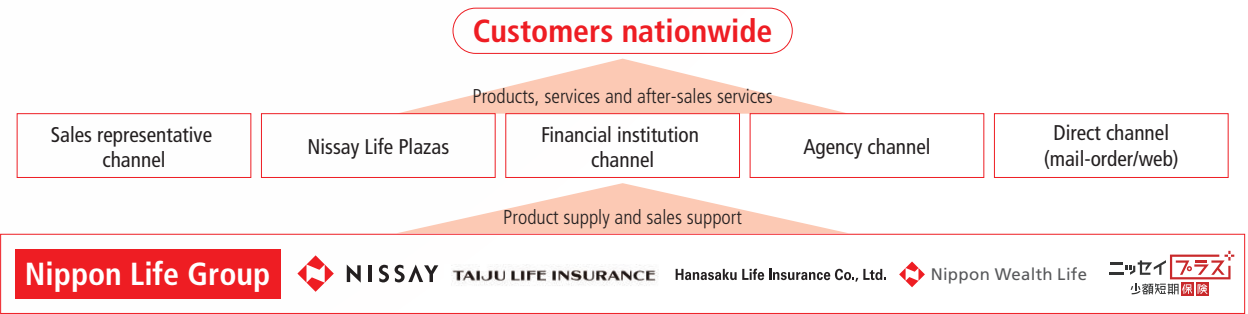 Customers nationwide
Products, services and after-sales services
Sales representative
channel
Nissay Life Plazas
Financial institution
channel
Agency channel
Direct channel
(mail-order/web)
Product supply and sales support
Nippon Life Group
NISSAY
TAIJU LIFE INSURANCE
Hanasaku Life Insurance Co., Ltd.
Nippon Wealth Life
ニッセイプラス
少額短期保険